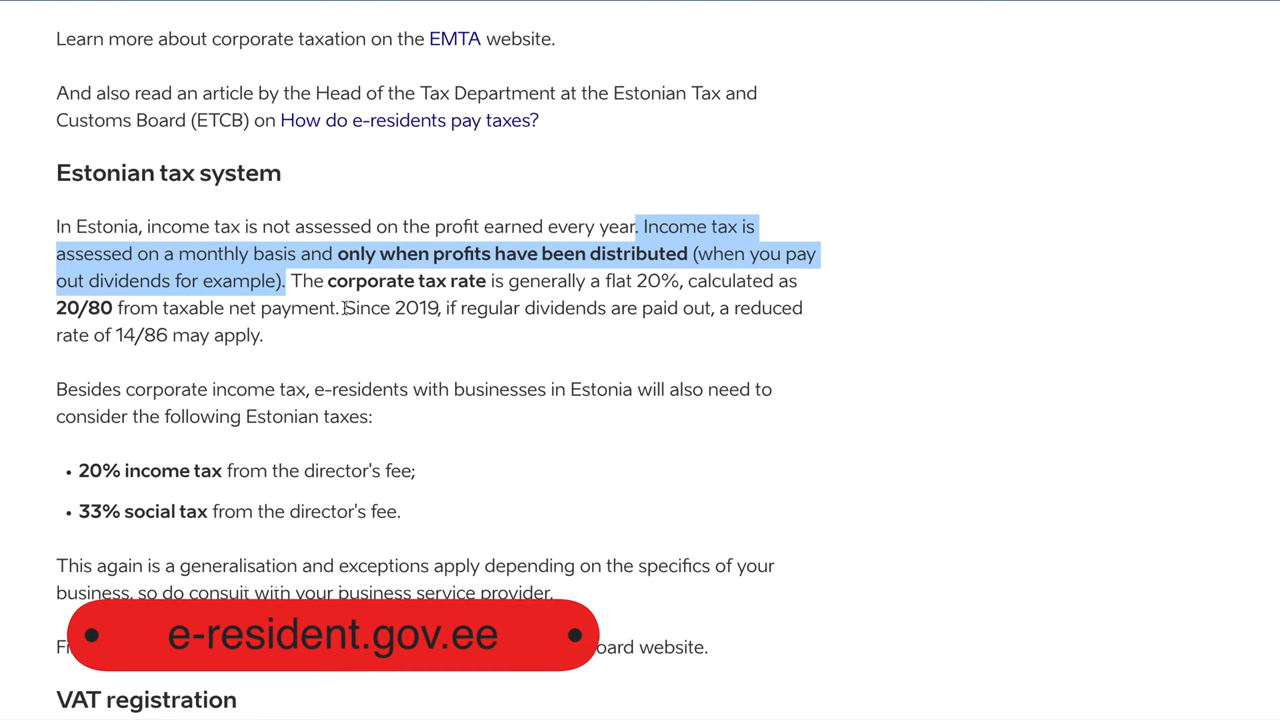 Learn more about corporate taxation on the EMTA website.
And also read an article by the Head of the Tax Department at the Estonian Tax and
Customs Board (ETCB) on How do e-residents pay taxes?
Estonian tax system
In Estonia, income tax is not assessed on the profit earned every year. Income tax is
assessed on a monthly basis and only when profits have been distributed (when you pay
out dividends for example). The corporate tax rate is generally a flat 20%, calculated as
20/80 from taxable net payment. Since 2019, if regular dividends are paid out, a reduced
rate of 14/86 may apply.
Besides corporate income tax, e-residents with businesses in Estonia will also need to
consider the following Estonian taxes:
• 20% income tax from the director's fee;
• 33% social tax from the director's fee.
This again is a generalisation and exceptions apply depending on the specifics of your
business, so do consult with your business service provider.
e-resident.gov.ee
oard website.
VAT registration